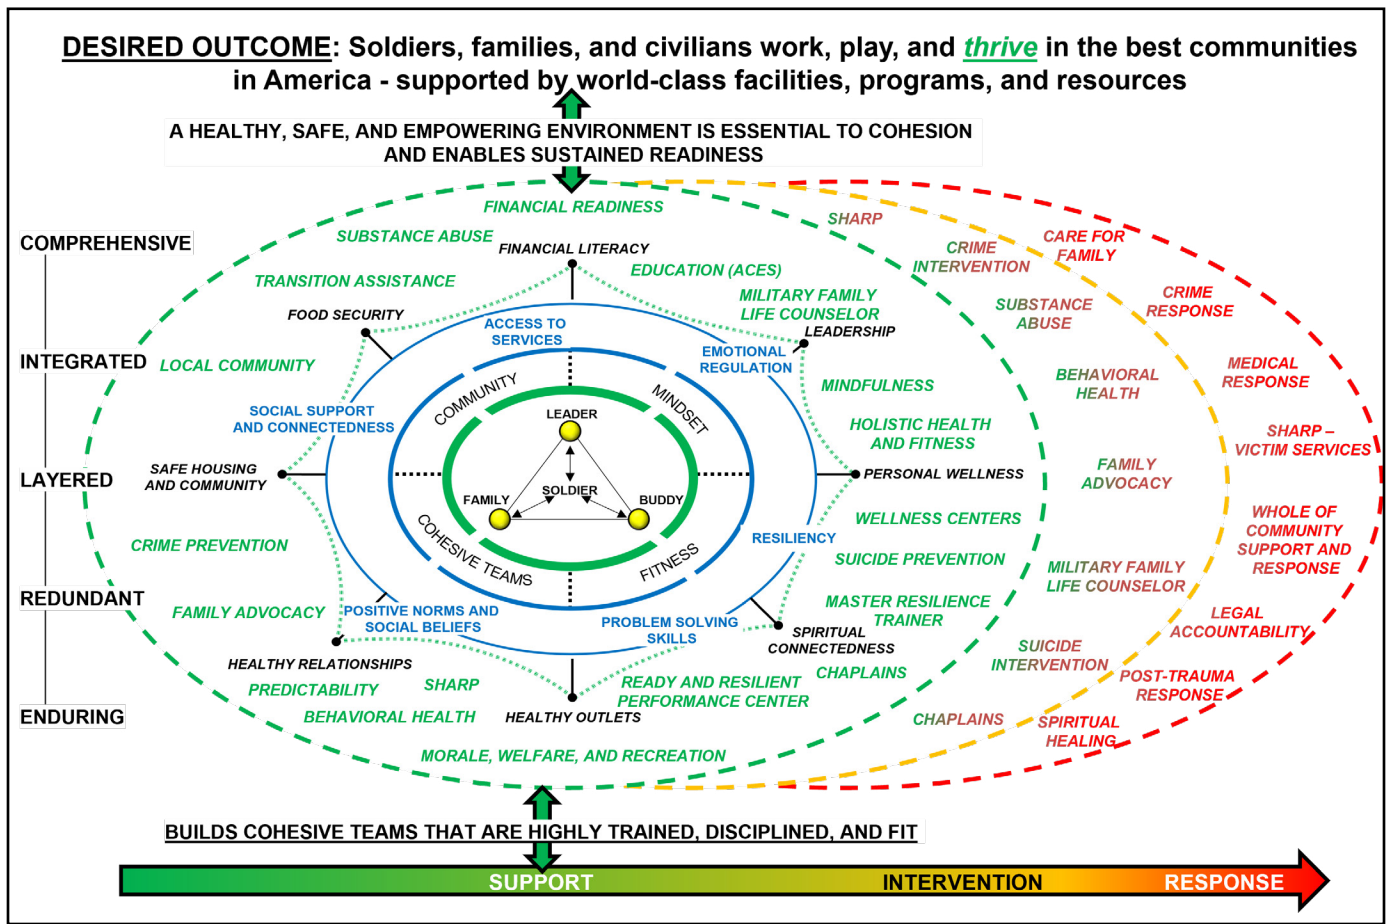 DESIRED OUTCOME: Soldiers, families, and civilians work, play, and thrive in the best communities
in America - supported by world-class facilities, programs, and resources
A HEALTHY, SAFE, AND EMPOWERING ENVIRONMENT IS ESSENTIAL TO COHESION
AND ENABLES SUSTAINED READINESS
COMPREHENSIVE
INTEGRATED
LAYERED
REDUNDANT
ENDURING
FINANCIAL READINESS
SUBSTANCE ABUSE
FINANCIAL LITERACY
TRANSITION ASSISTANCE
EDUCATION (ACES)
MILITARY FAMILY
LIFE COUNSELOR
FOOD SECURITY
LEADERSHIP
ACCESS TO
SERVICES
EMOTIONAL
REGULATION
LOCAL COMMUNITY
MINDFULNESS
SOCIAL SUPPORT
AND CONNECTEDNESS
COMMUNITY
MINDSET
LEADER
HOLISTIC HEALTH
AND FITNESS
SAFE HOUSING
AND COMMUNITY
PERSONAL WELLNESS
FAMILY
SOLDIER
BUDDY
WELLNESS CENTERS
COHESIVE TEAMS
FITNESS
RESILIENCY
CRIME PREVENTION
SUICIDE PREVENTION
FAMILY ADVOCACY
POSITIVE NORMS AND
SOCIAL BELIEFS
PROBLEM SOLVING
SKILLS
MASTER RESILIENCE
TRAINER
SPIRITUAL
CONNECTEDNESS
HEALTHY RELATIONSHIPS
PREDICTABILITY
SHARP
READY AND RESILIENT
PERFORMANCE CENTER
CHAPLAINS
BEHAVIORAL HEALTH
HEALTHY OUTLETS
MORALE, WELFARE, AND RECREATION
SHARP
CRIME
INTERVENTION
SUBSTANCE
ABUSE
BEHAVIORAL
HEALTH
FAMILY
ADVOCACY
MILITARY FAMILY
LIFE COUNSELOR
SUICIDE
INTERVENTION
CHAPLAINS
CARE FOR
FAMILY
CRIME
RESPONSE
MEDICAL
RESPONSE
SHARP –
VICTIM SERVICES
WHOLE OF
COMMUNITY
SUPPORT AND
RESPONSE
LEGAL
ACCOUNTABILITY
POST-TRAUMA
RESPONSE
SPIRITUAL
HEALING
BUILDS COHESIVE TEAMS THAT ARE HIGHLY TRAINED, DISCIPLINED, AND FIT
SUPPORT
INTERVENTION
RESPONSE